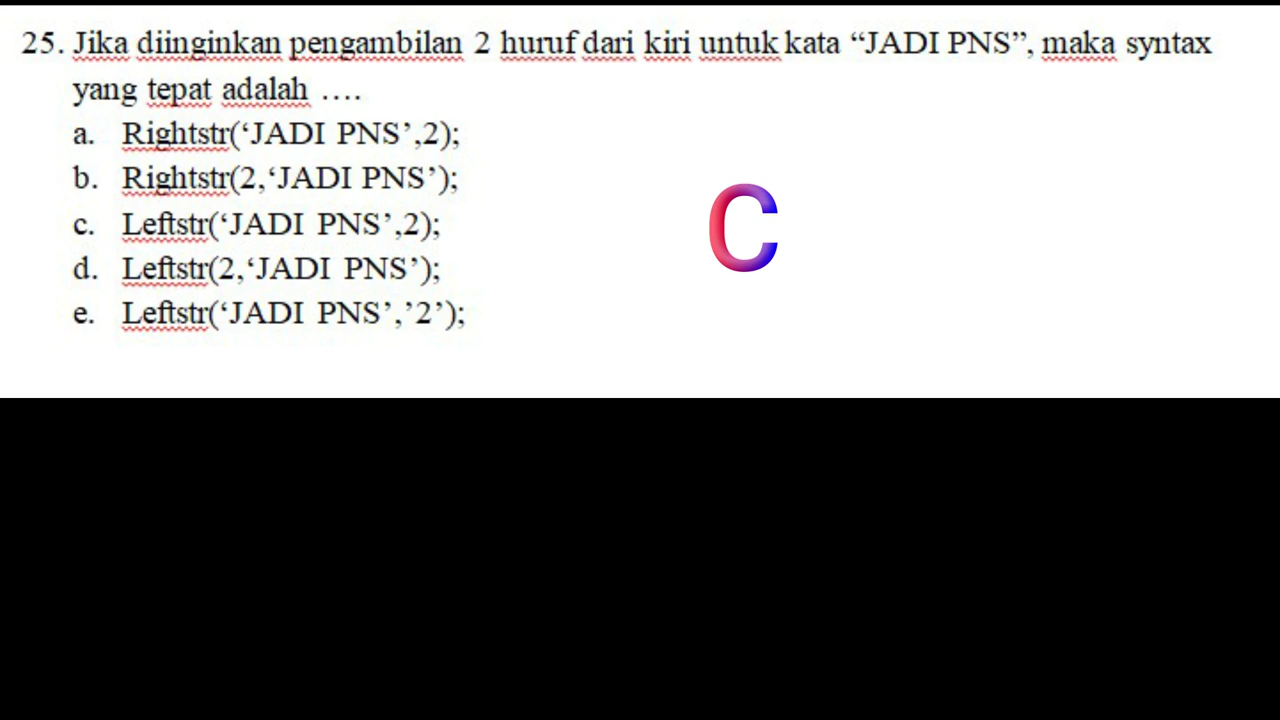 25. Jika diinginkan pengambilan 2 huruf dari kiri untuk kata “JADI PNS”, maka syntax
yang tepat adalah ….
a. Rightstr(‘JADI PNS’,2);
b. Rightstr(2,‘JADI PNS’);
c. Leftstr(‘JADI PNS’,2);
d. Leftstr(2,‘JADI PNS’);
e. Leftstr(‘JADI PNS’,’2’);
C